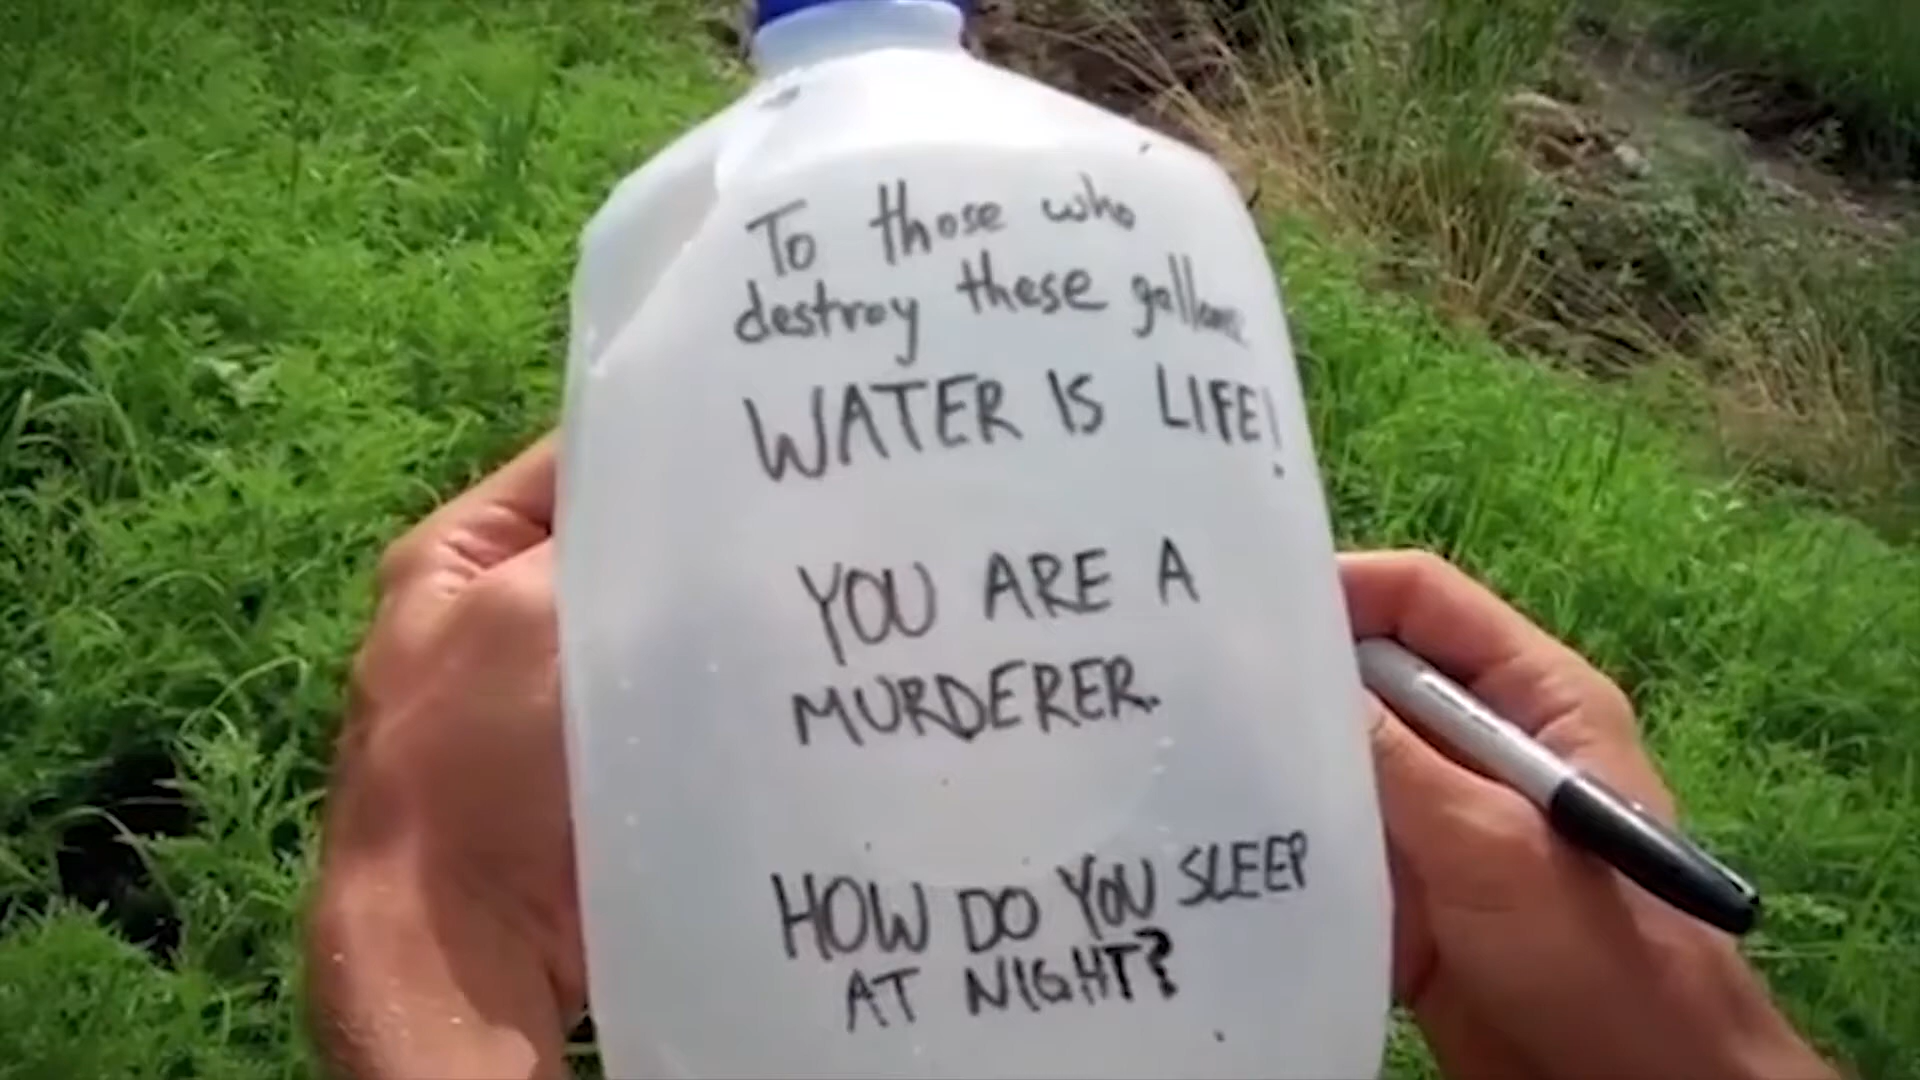 To those who
destroy these gallons
WATER IS LIFE!
YOU ARE A
MURDERER.
HOW DO YOU SLEEP
AT NIGHT?